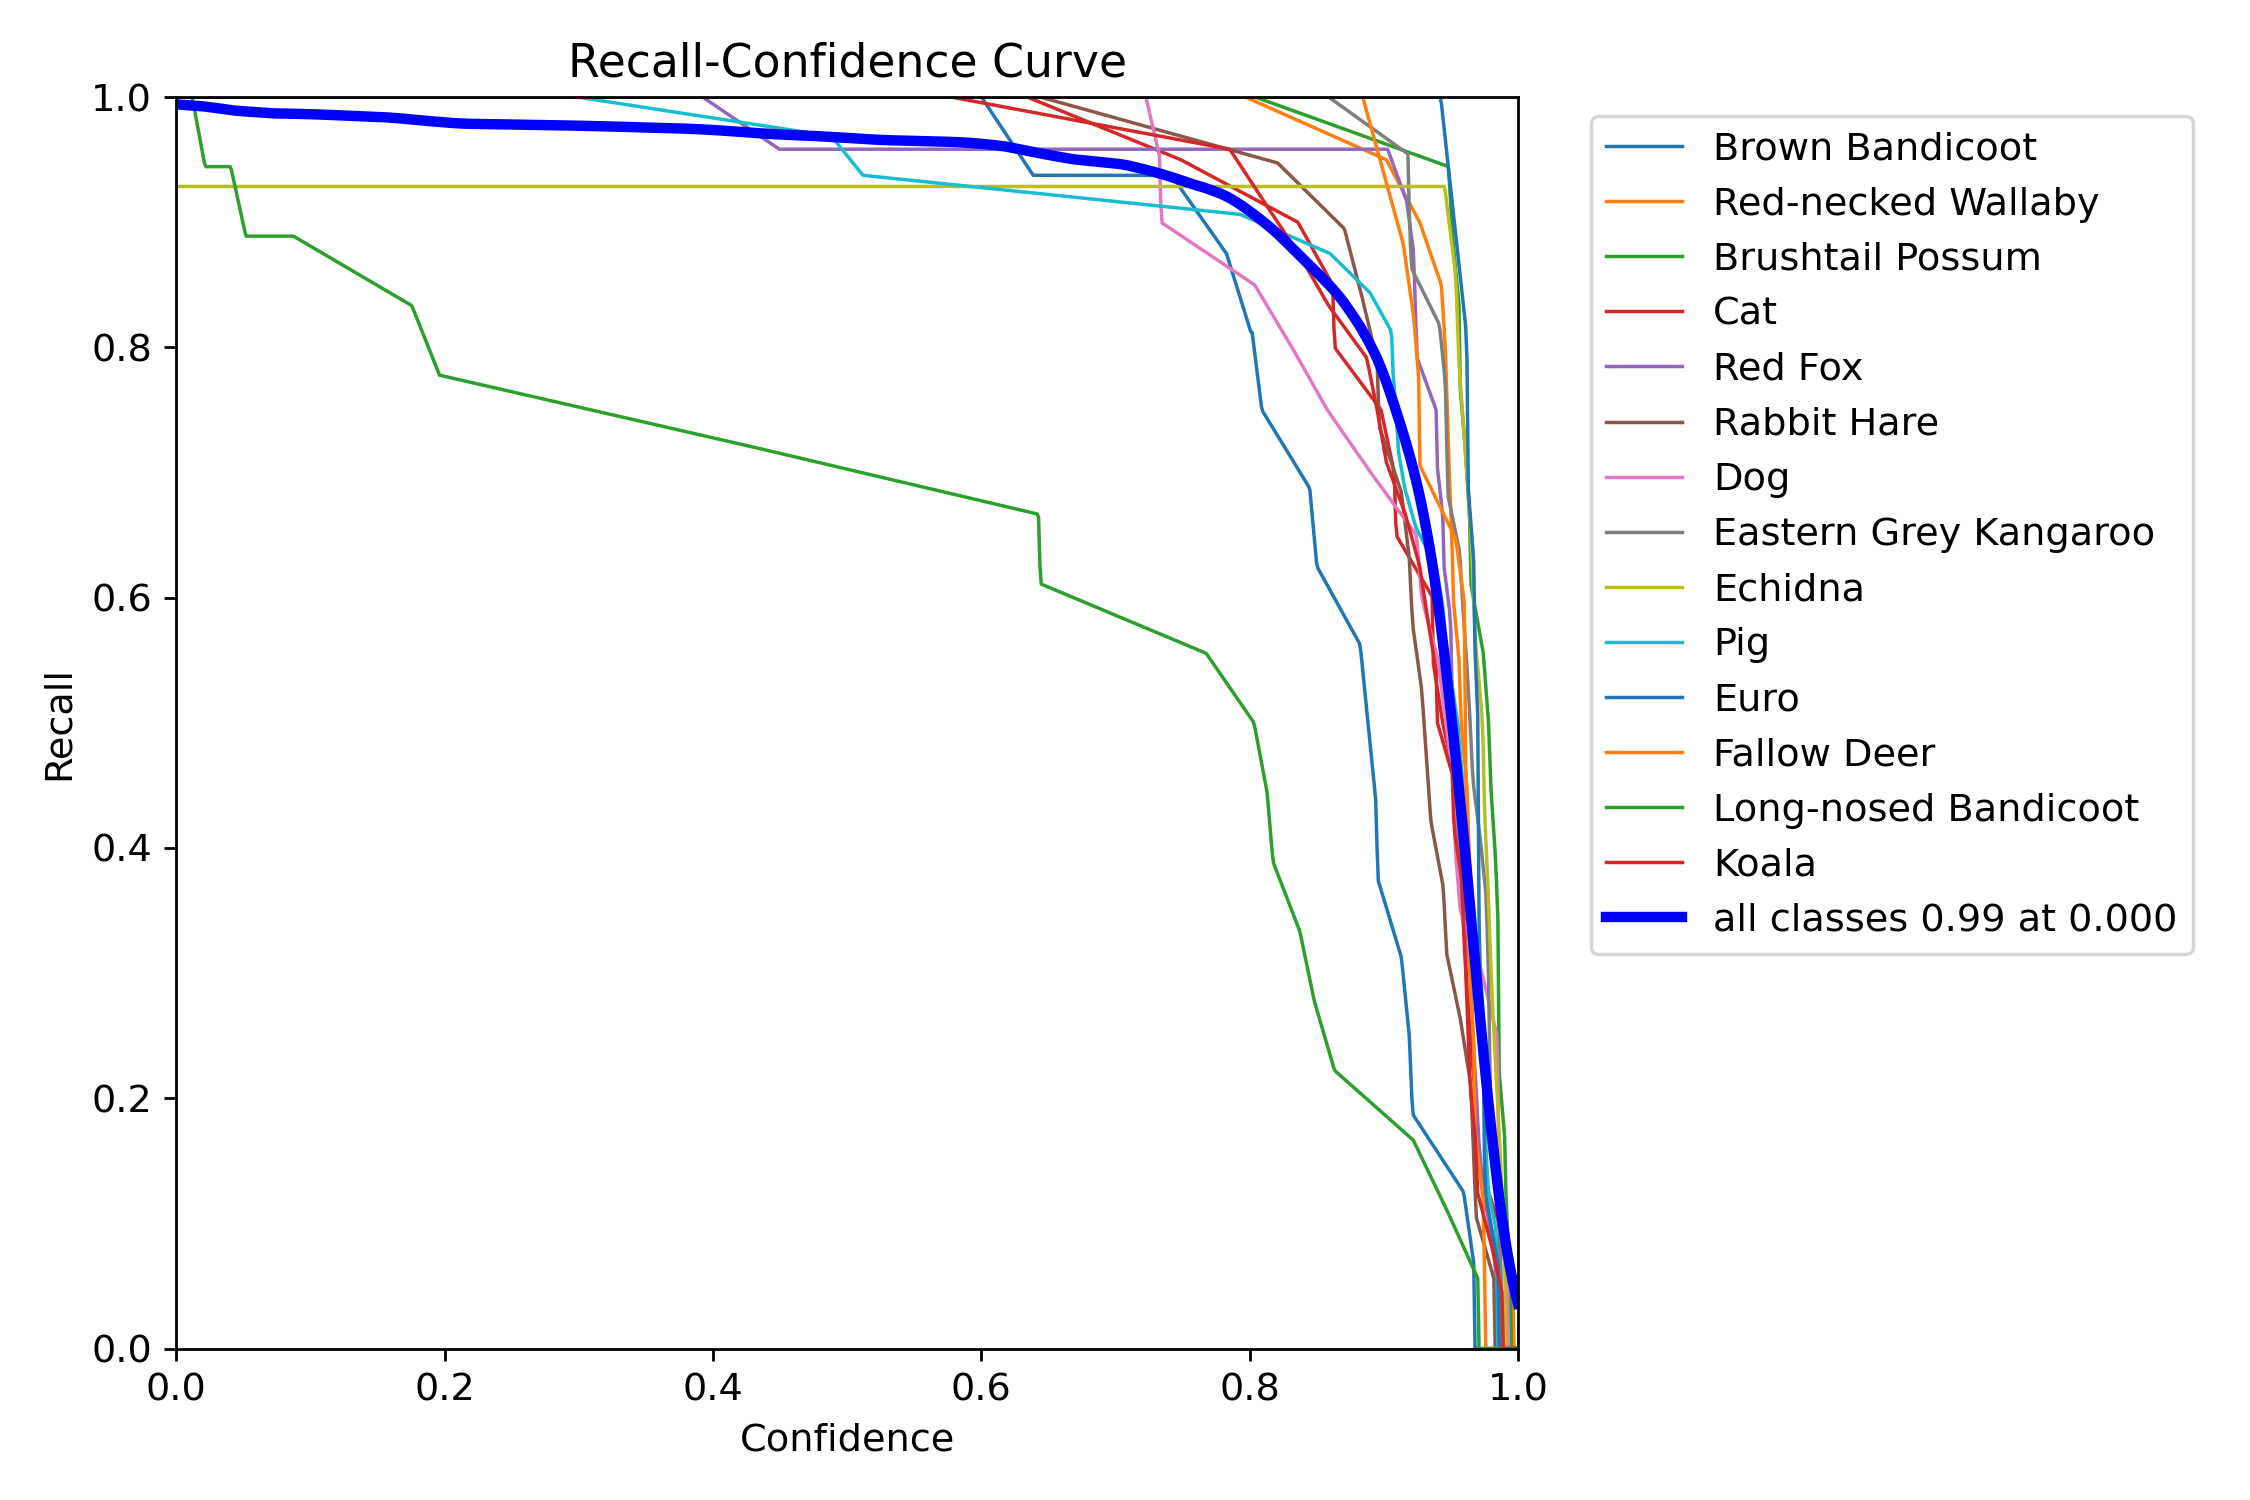 Recall-Confidence Curve
1.0
0.8
0.6
0.4
0.2
0.0
Recall
0.0 0.2 0.4 0.6 0.8 1.0
Confidence
Brown Bandicoot
Red-necked Wallaby
Brushtail Possum
Cat
Red Fox
Rabbit Hare
Dog
Eastern Grey Kangaroo
Echidna
Pig
Euro
Fallow Deer
Long-nosed Bandicoot
Koala
all classes 0.99 at 0.000